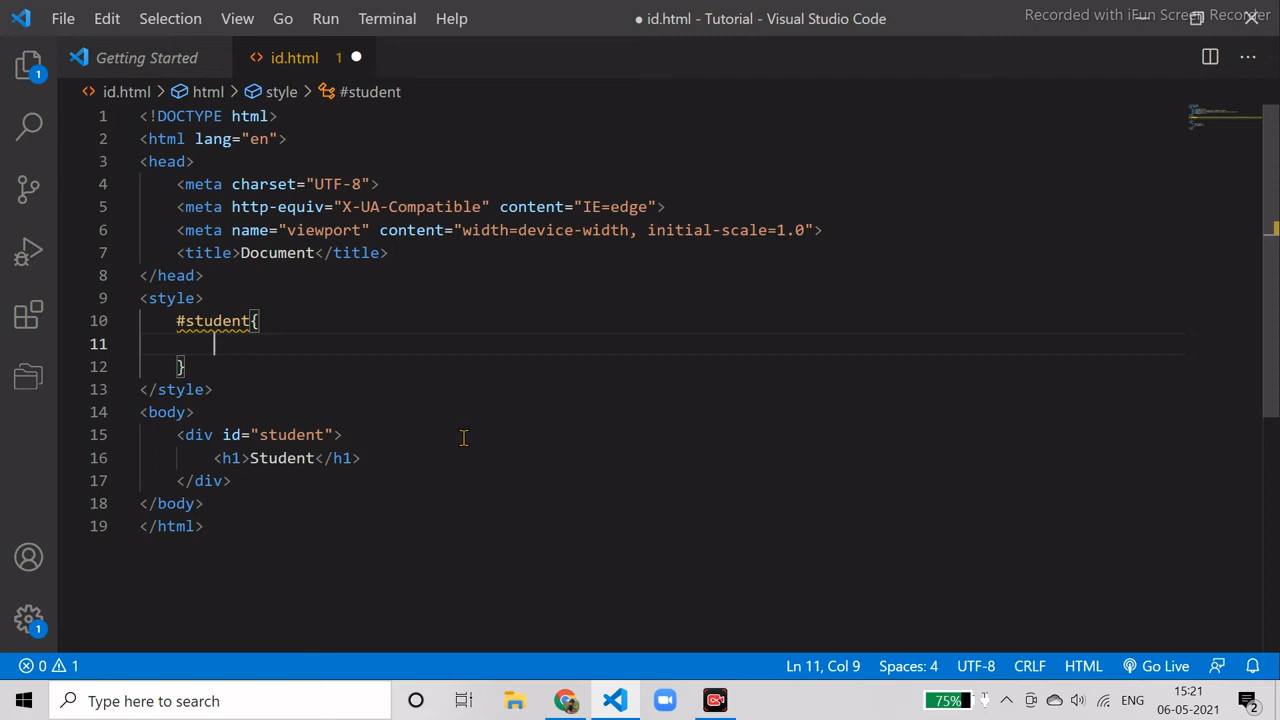 File Edit Selection View Go Run Terminal Help ● id.html - Tutorial - Visual Studio Code Recorded with iFun Screen Recorder
Getting Started id.html 1
id.html > html > style > #student
1 <!DOCTYPE html>
2 <html lang="en">
3 <head>
4 <meta charset="UTF-8">
5 <meta http-equiv="X-UA-Compatible" content="IE=edge">
6 <meta name="viewport" content="width=device-width, initial-scale=1.0">
7 <title>Document</title>
8 </head>
9 <style>
10 #student{
11
12 }
13 </style>
14 <body>
15 <div id="student">
16 <h1>Student</h1>
17 </div>
18 </body>
19 </html>
1
1
0 1 Ln 11, Col 9 Spaces: 4 UTF-8 CRLF HTML Go Live
Type here to search 75% ENG 15:21
06-05-2021 2